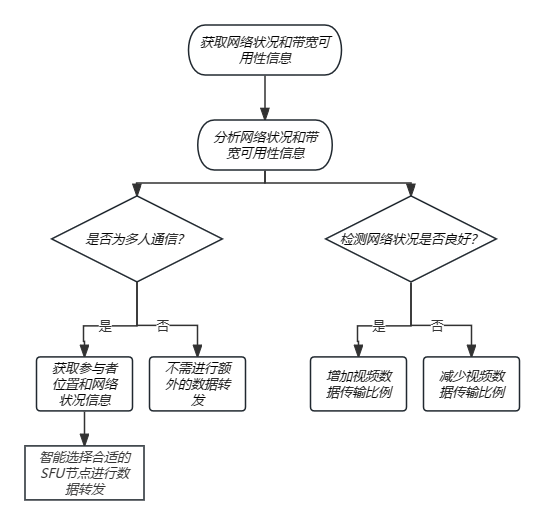 获取网络状况和带宽可
用性信息
分析网络状况和带
宽可用性信息
是否为多人通信？
检测网络状况是否良好？
是
否
是
否
获取参与者
位置和网络
状况信息
不需进行额
外的数据转
发
增加视频数
据传输比例
减少视频数
据传输比例
智能选择合适的
SFU节点进行数
据转发